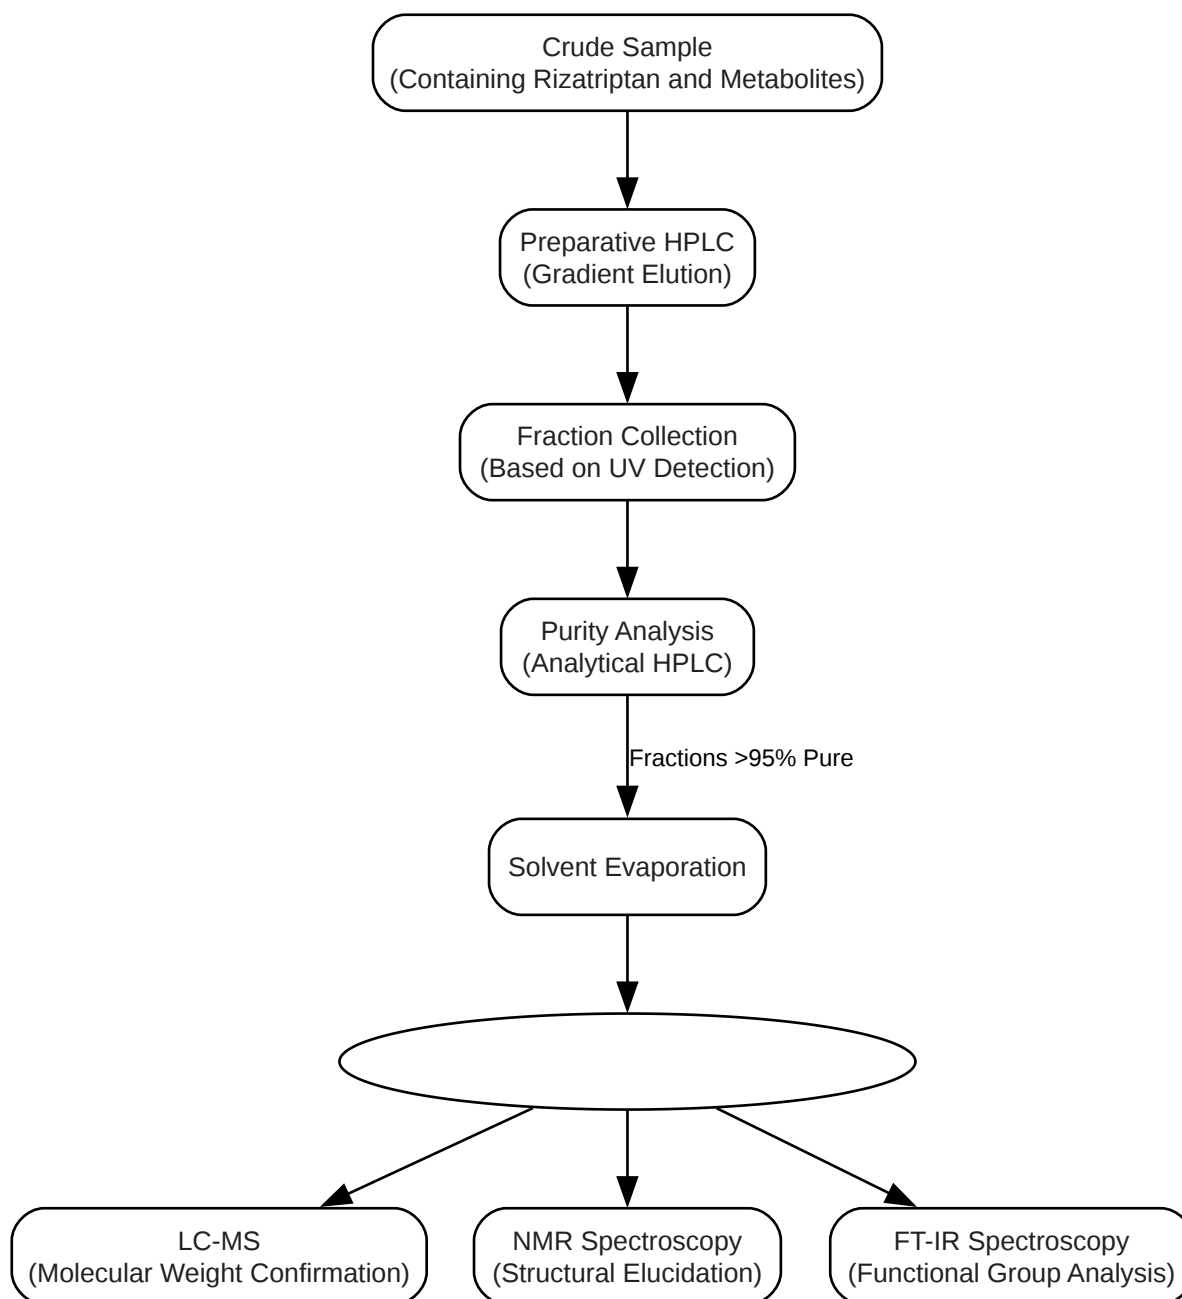 Crude Sample
(Containing Rizatriptan and Metabolites)
Preparative HPLC
(Gradient Elution)
Fraction Collection
(Based on UV Detection)
Purity Analysis
(Analytical HPLC)
Fractions >95% Pure
Solvent Evaporation
LC-MS
(Molecular Weight Confirmation)
NMR Spectroscopy
(Structural Elucidation)
FT-IR Spectroscopy
(Functional Group Analysis)